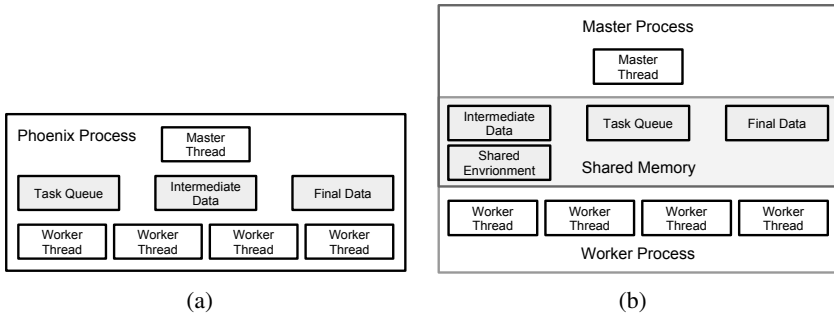 Phoenix Process
Master
Thread
Task Queue
Intermediate
Data
Final Data
Worker
Thread
Worker
Thread
Worker
Thread
Worker
Thread
(a)
Master Process
Master
Thread
Intermediate
Data
Task Queue
Final Data
Shared
Envrionment
Shared Memory
Worker
Thread
Worker
Thread
Worker
Thread
Worker
Thread
Worker Process
(b)